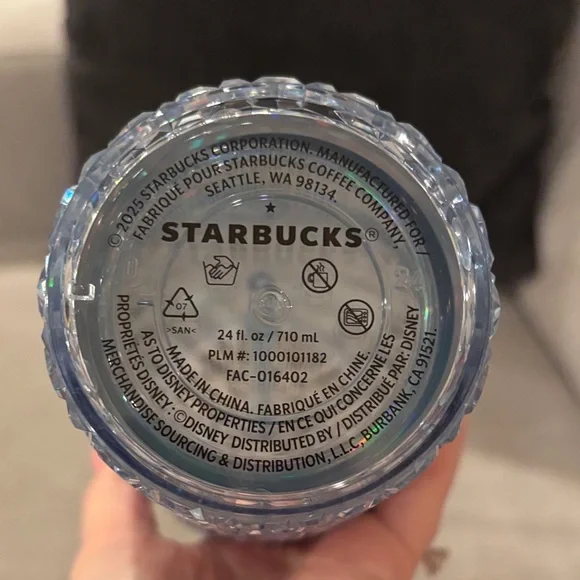 © 2025 STARBUCKS CORPORATION. MANUFACTURED FOR /
FABRIQUÉ POUR STARBUCKS COFFEE COMPANY.
SEATTLE, WA 98134.
STARBUCKS®
07
>SAN<
24 fl. oz / 710 mL
PLM #: 1000101182
FAC-016402
MADE IN CHINA. FABRIQUÉ EN CHINE.
AS TO DISNEY PROPERTIES / EN CE QUI CONCERNE LES
PROPRIÉTÉS DISNEY: ©DISNEY DISTRIBUTED BY / DISTRIBUÉ PAR: DISNEY
MERCHANDISE SOURCING & DISTRIBUTION, L.L.C, BURBANK, CA 91521.